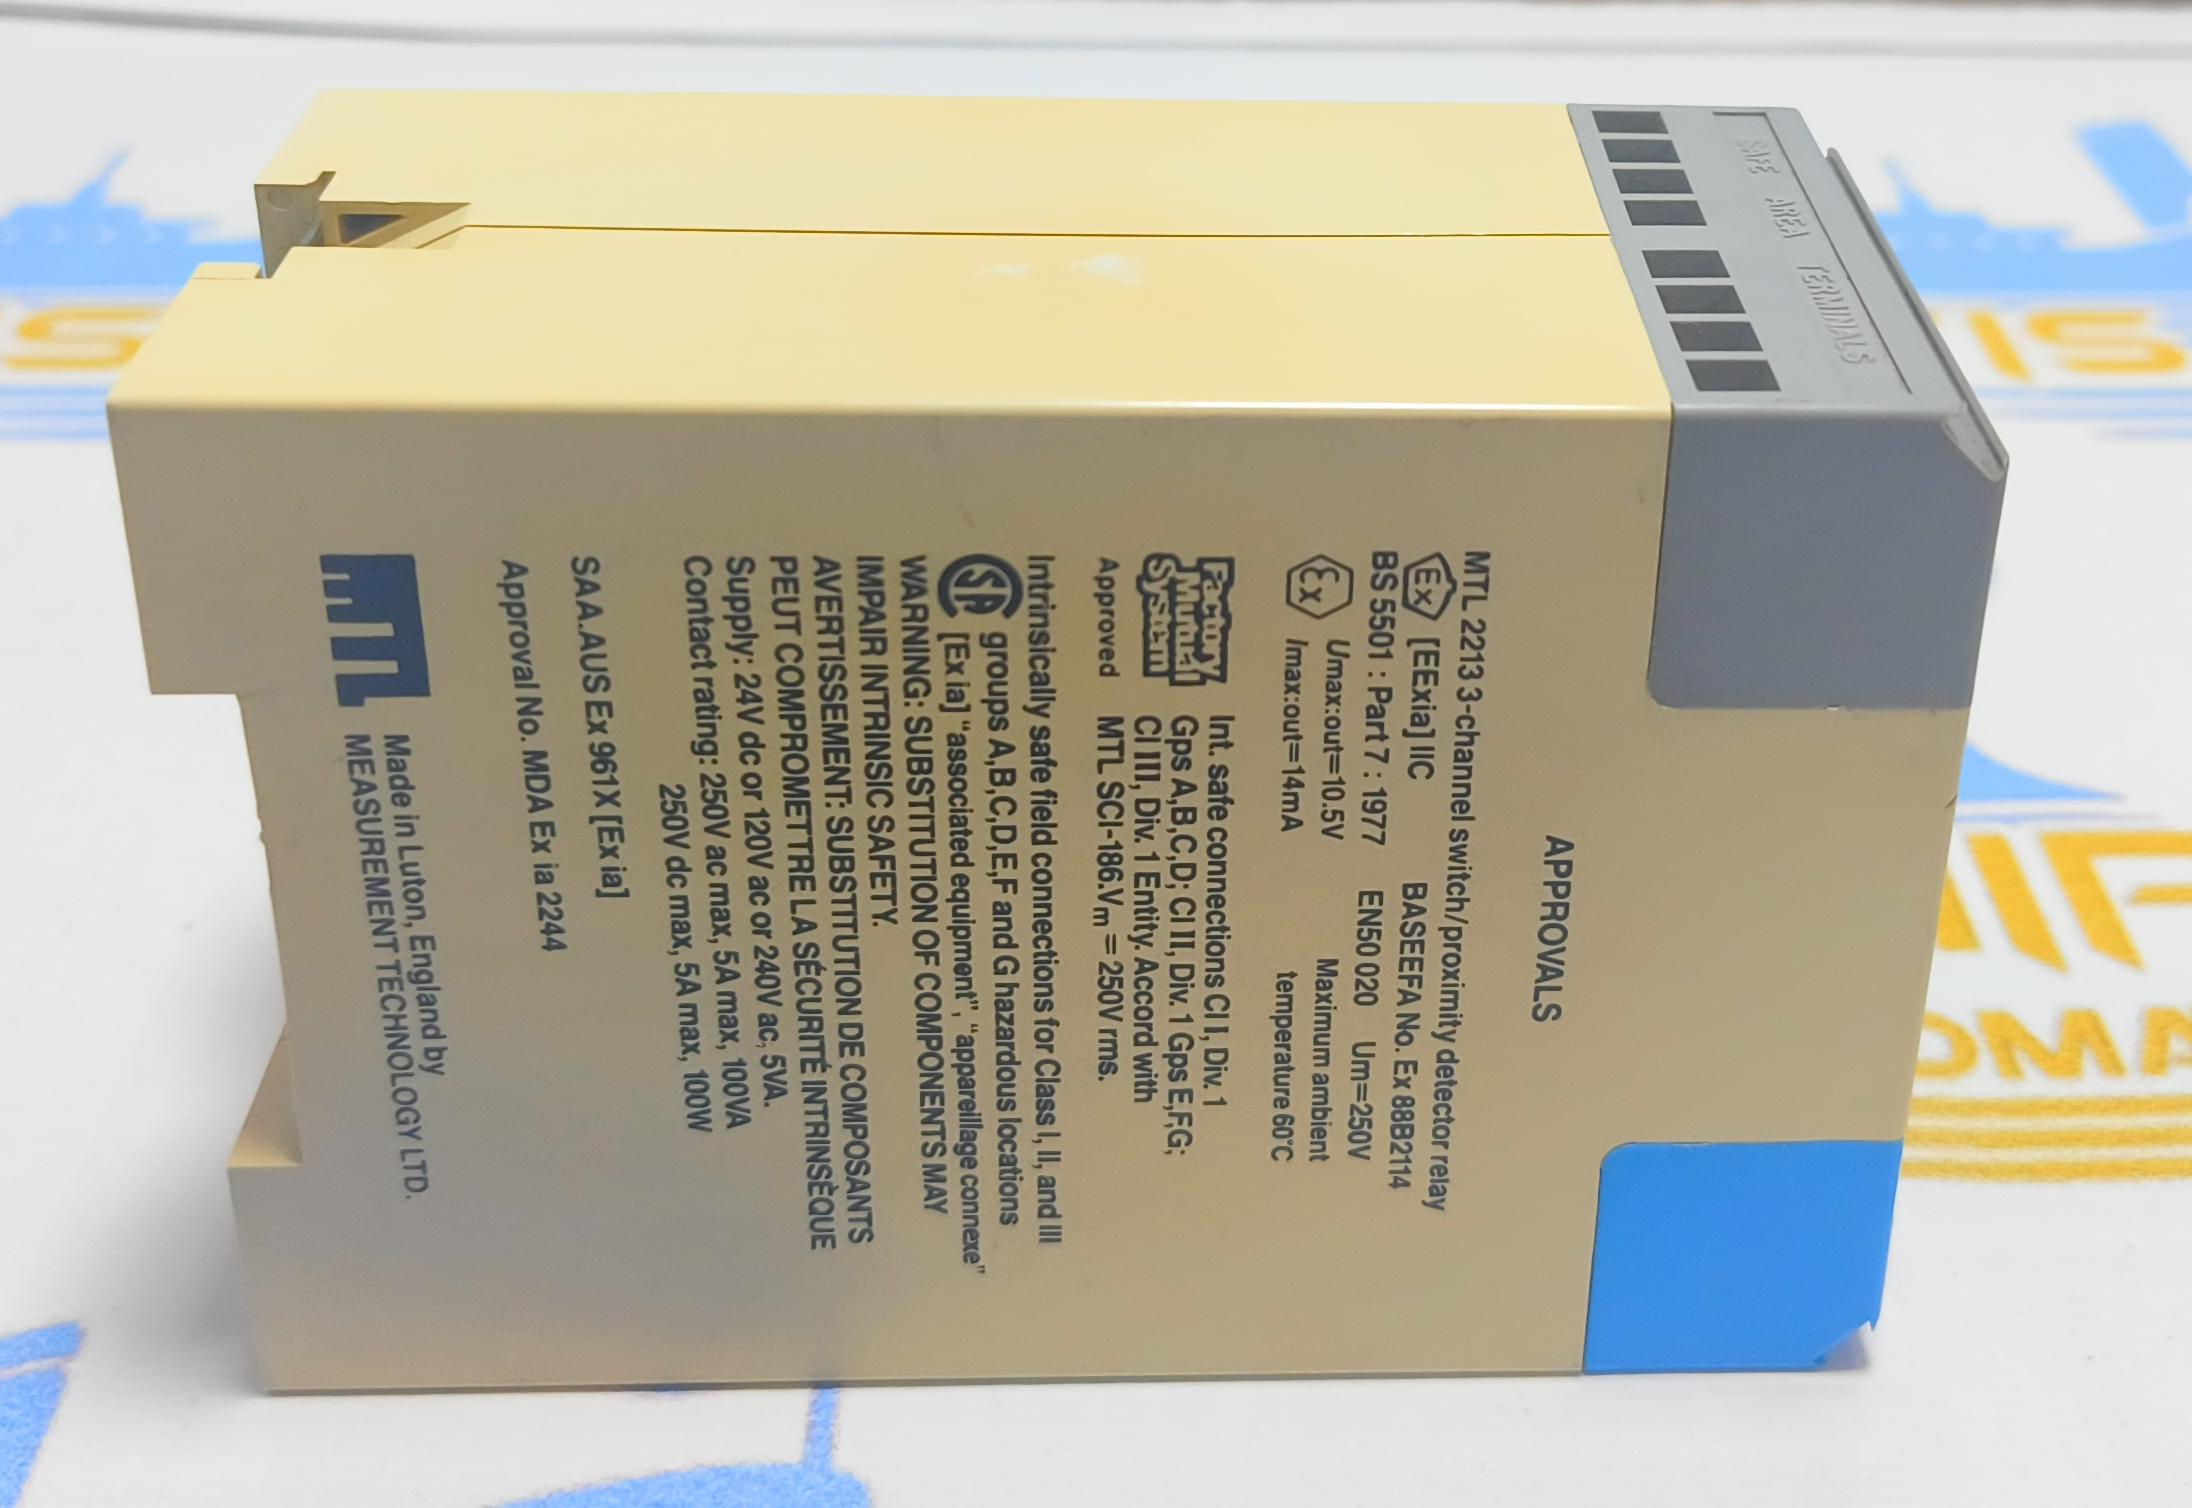 SAFE AREA TERMINALS
APPROVALS
MTL 2213 3-channel switch/proximity detector relay
Ex [EExia] IIC BASEEFA No. Ex 88B2114
BS 5501 : Part 7 : 1977 EN50 020 Um=250V
Ex Umax:out=10.5V Maximum ambient
Imax:out=14mA temperature 60°C
Factory Mutual System Approved
Int. safe connections Cl I, Div. 1
Gps A,B,C,D; Cl II, Div. 1 Gps E,F,G;
Cl III, Div. 1 Entity. Accord with
MTL SCI-186.Vm = 250V rms.
Intrinsically safe field connections for Class I, II, and III
SA groups A,B,C,D,E,F and G hazardous locations
[Ex ia] "associated equipment", "appareillage connexe"
WARNING: SUBSTITUTION OF COMPONENTS MAY
IMPAIR INTRINSIC SAFETY.
AVERTISSEMENT: SUBSTITUTION DE COMPOSANTS
PEUT COMPROMETTRE LA SÉCURITÉ INTRINSÈQUE
Supply: 24V dc or 120V ac or 240V ac, 5VA.
Contact rating: 250V ac max, 5A max, 100VA
250V dc max, 5A max, 100W
SAA.AUS Ex 961X [Ex ia]
Approval No. MDA Ex ia 2244
MTL Made in Luton, England by
MEASUREMENT TECHNOLOGY LTD.